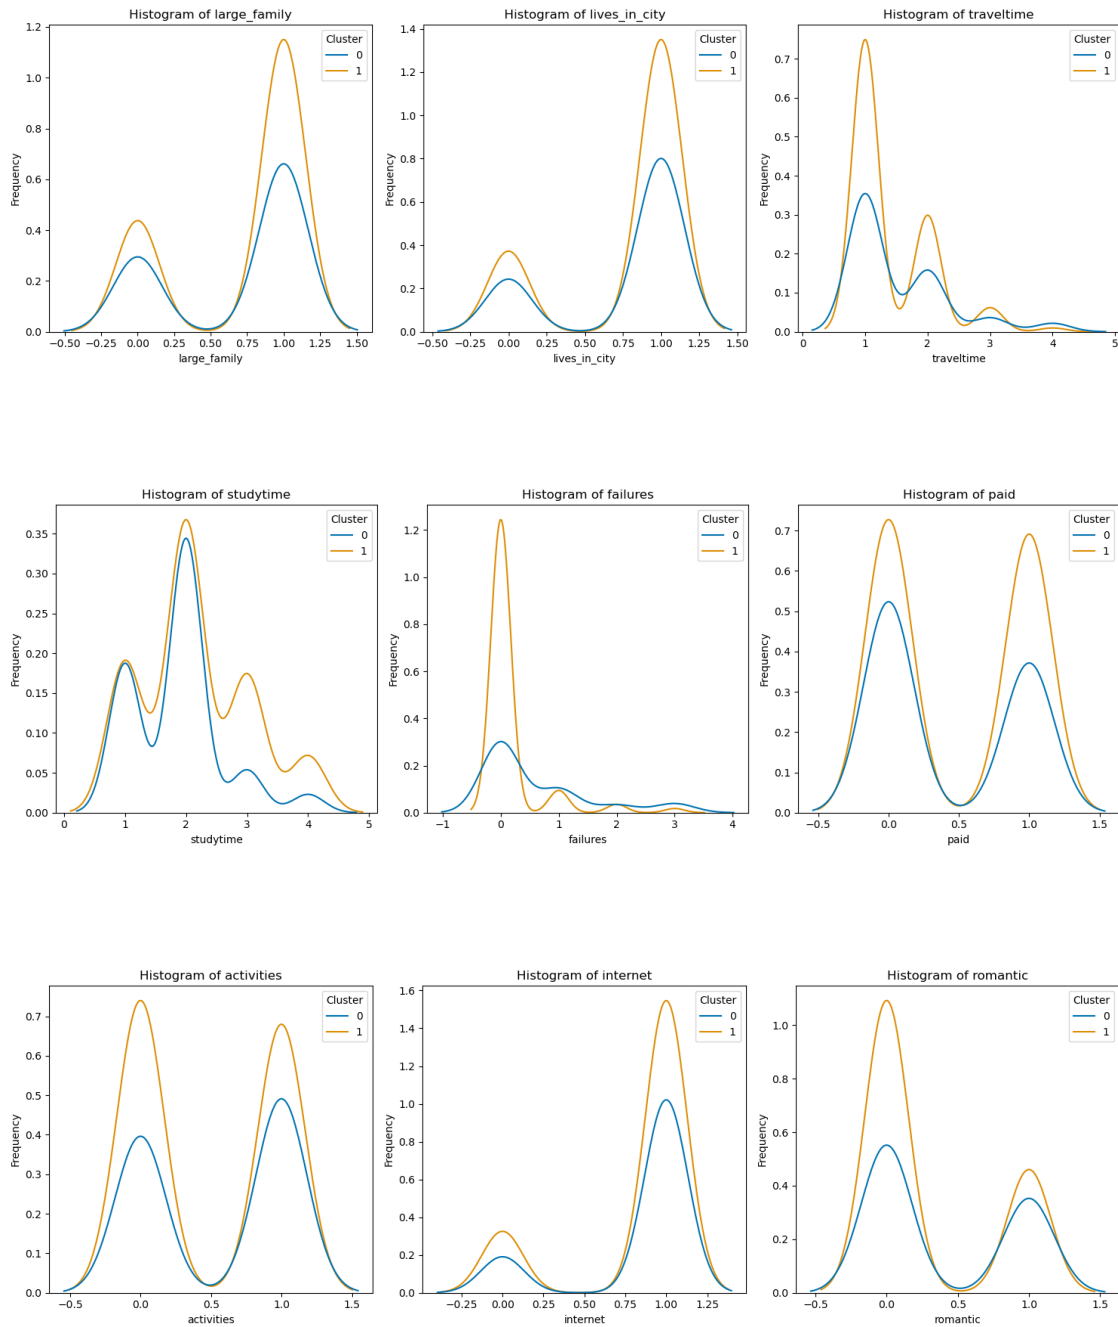 Histogram of large_family
Cluster
0
1
Frequency
1.2
1.0
0.8
0.6
0.4
0.2
0.0
−0.50 −0.25 0.00 0.25 0.50 0.75 1.00 1.25 1.50
large_family
Histogram of lives_in_city
Cluster
0
1
Frequency
1.4
1.2
1.0
0.8
0.6
0.4
0.2
0.0
−0.50 −0.25 0.00 0.25 0.50 0.75 1.00 1.25 1.50
lives_in_city
Histogram of traveltime
Cluster
0
1
Frequency
0.7
0.6
0.5
0.4
0.3
0.2
0.1
0.0
0 1 2 3 4 5
traveltime
Histogram of studytime
Cluster
0
1
Frequency
0.35
0.30
0.25
0.20
0.15
0.10
0.05
0.00
0 1 2 3 4 5
studytime
Histogram of failures
Cluster
0
1
Frequency
1.2
1.0
0.8
0.6
0.4
0.2
0.0
−1 0 1 2 3 4
failures
Histogram of paid
Cluster
0
1
Frequency
0.7
0.6
0.5
0.4
0.3
0.2
0.1
0.0
−0.5 0.0 0.5 1.0 1.5
paid
Histogram of activities
Cluster
0
1
Frequency
0.7
0.6
0.5
0.4
0.3
0.2
0.1
0.0
−0.5 0.0 0.5 1.0 1.5
activities
Histogram of internet
Cluster
0
1
Frequency
1.6
1.4
1.2
1.0
0.8
0.6
0.4
0.2
0.0
−0.25 0.00 0.25 0.50 0.75 1.00 1.25
internet
Histogram of romantic
Cluster
0
1
Frequency
1.0
0.8
0.6
0.4
0.2
0.0
−0.5 0.0 0.5 1.0 1.5
romantic